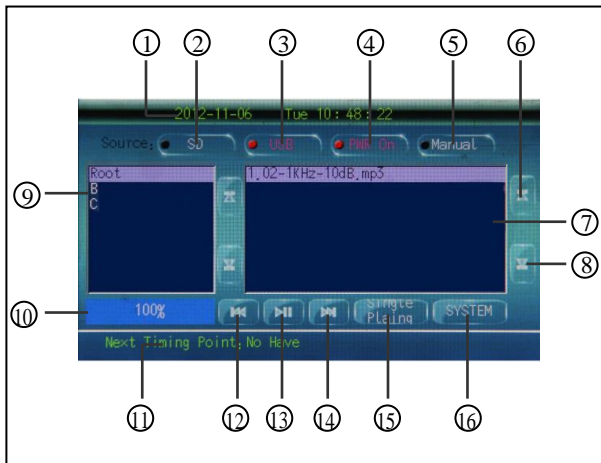 ① ② ③ ④ ⑤ ⑥
2012-11-06 Tue 10:48:22
Source: SD USB PWR On Manual
Root
B
C
1.02-1KHz-10dB.mp3
⑦
⑧
⑨
⑩
100%
Single
Plaing
SYSTEM
Next Timing Point:No Have
⑪ ⑫ ⑬ ⑭ ⑮ ⑯